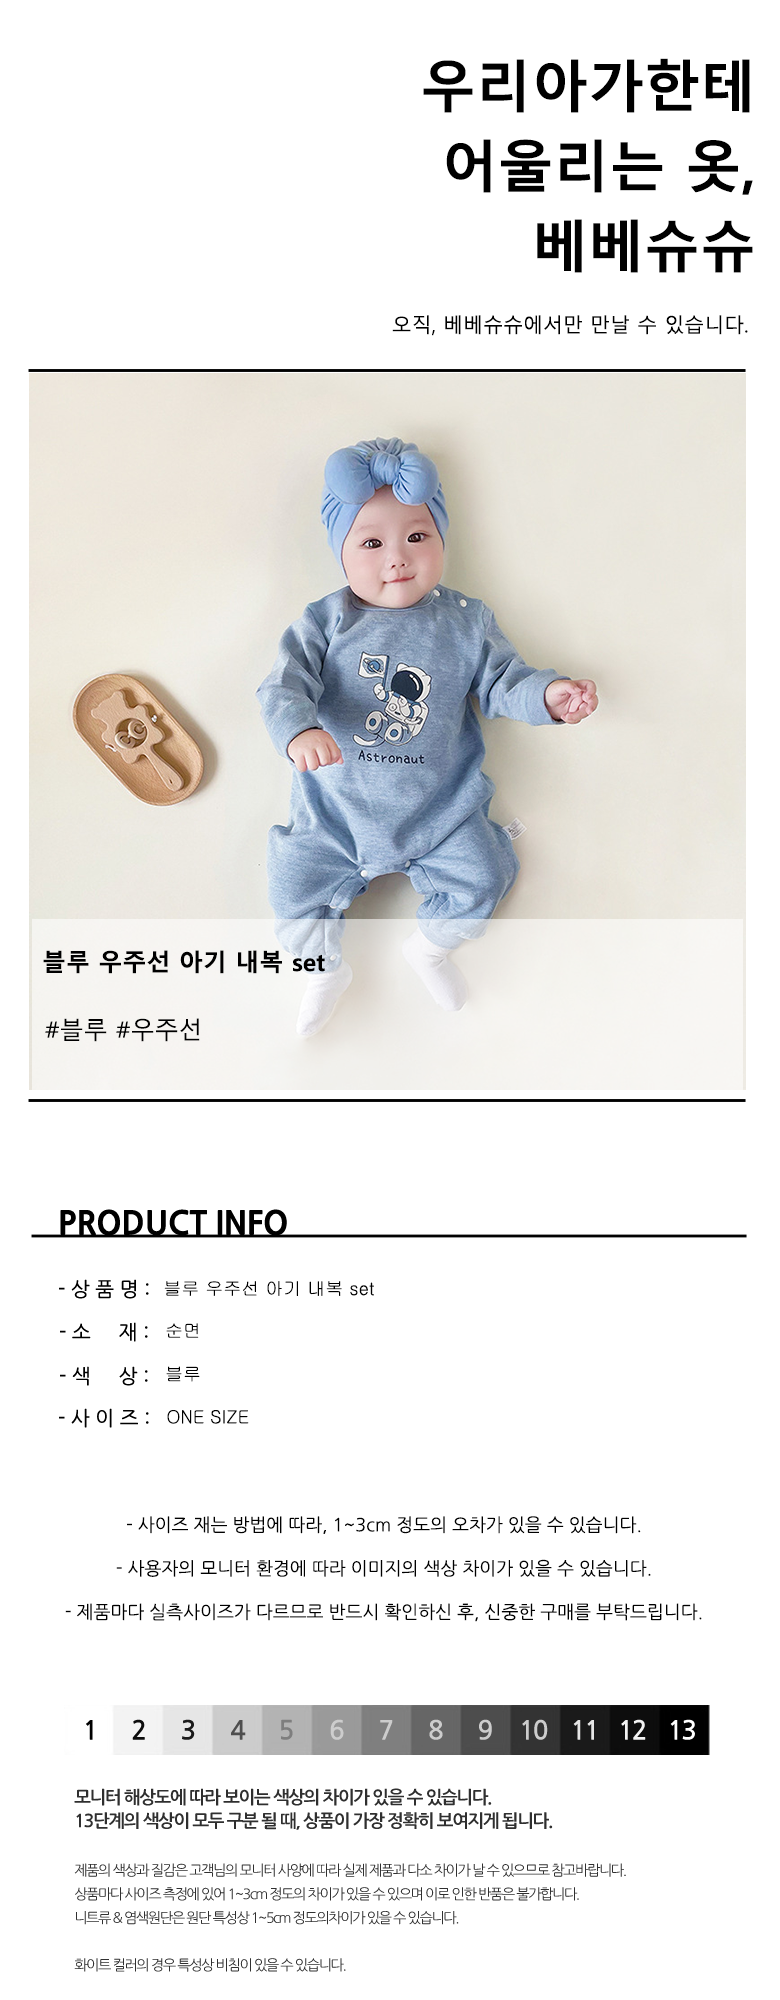 우리아가한테
어울리는 옷,
베베슈슈
오직, 베베슈슈에서만 만날 수 있습니다.
Astronaut
블루 우주선 아기 내복 set
#블루 #우주선
PRODUCT INFO
- 상 품 명 : 블루 우주선 아기 내복 set
- 소 재 : 순면
- 색 상 : 블루
- 사 이 즈 : ONE SIZE
- 사이즈 재는 방법에 따라, 1~3cm 정도의 오차가 있을 수 있습니다.
- 사용자의 모니터 환경에 따라 이미지의 색상 차이가 있을 수 있습니다.
- 제품마다 실측사이즈가 다르므로 반드시 확인하신 후, 신중한 구매를 부탁드립니다.
1 2 3 4 5 6 7 8 9 10 11 12 13
모니터 해상도에 따라 보이는 색상의 차이가 있을 수 있습니다.
13단계의 색상이 모두 구분 될 때, 상품이 가장 정확히 보여지게 됩니다.
제품의 색상과 질감은 고객님의 모니터 사양에 따라 실제 제품과 다소 차이가 날 수 있으므로 참고바랍니다.
상품마다 사이즈 측정에 있어 1~3cm 정도의 차이가 있을 수 있으며 이로 인한 반품은 불가합니다.
니트류 & 염색원단은 원단 특성상 1~5cm 정도의차이가 있을 수 있습니다.
화이트 컬러의 경우 특성상 비침이 있을 수 있습니다.